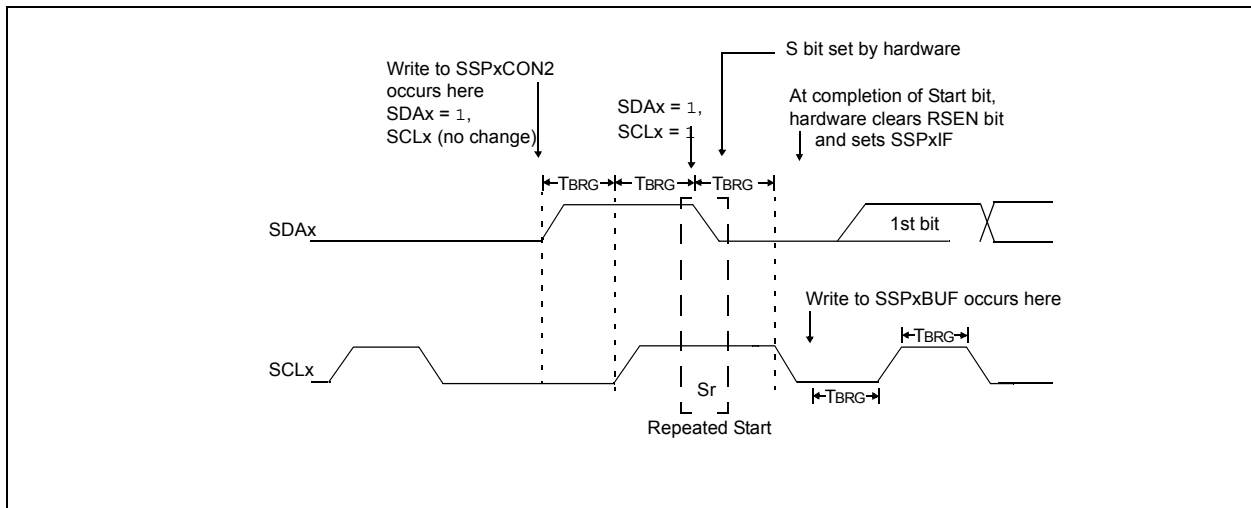 S bit set by hardware
Write to SSPxCON2
occurs here
SDAx = 1,
SCLx (no change)
SDAx = 1,
SCLx = 1
At completion of Start bit,
hardware clears RSEN bit
and sets SSPxIF
TBRG TBRG TBRG
SDAx
1st bit
Write to SSPxBUF occurs here
TBRG
SCLx
Sr
TBRG
Repeated Start